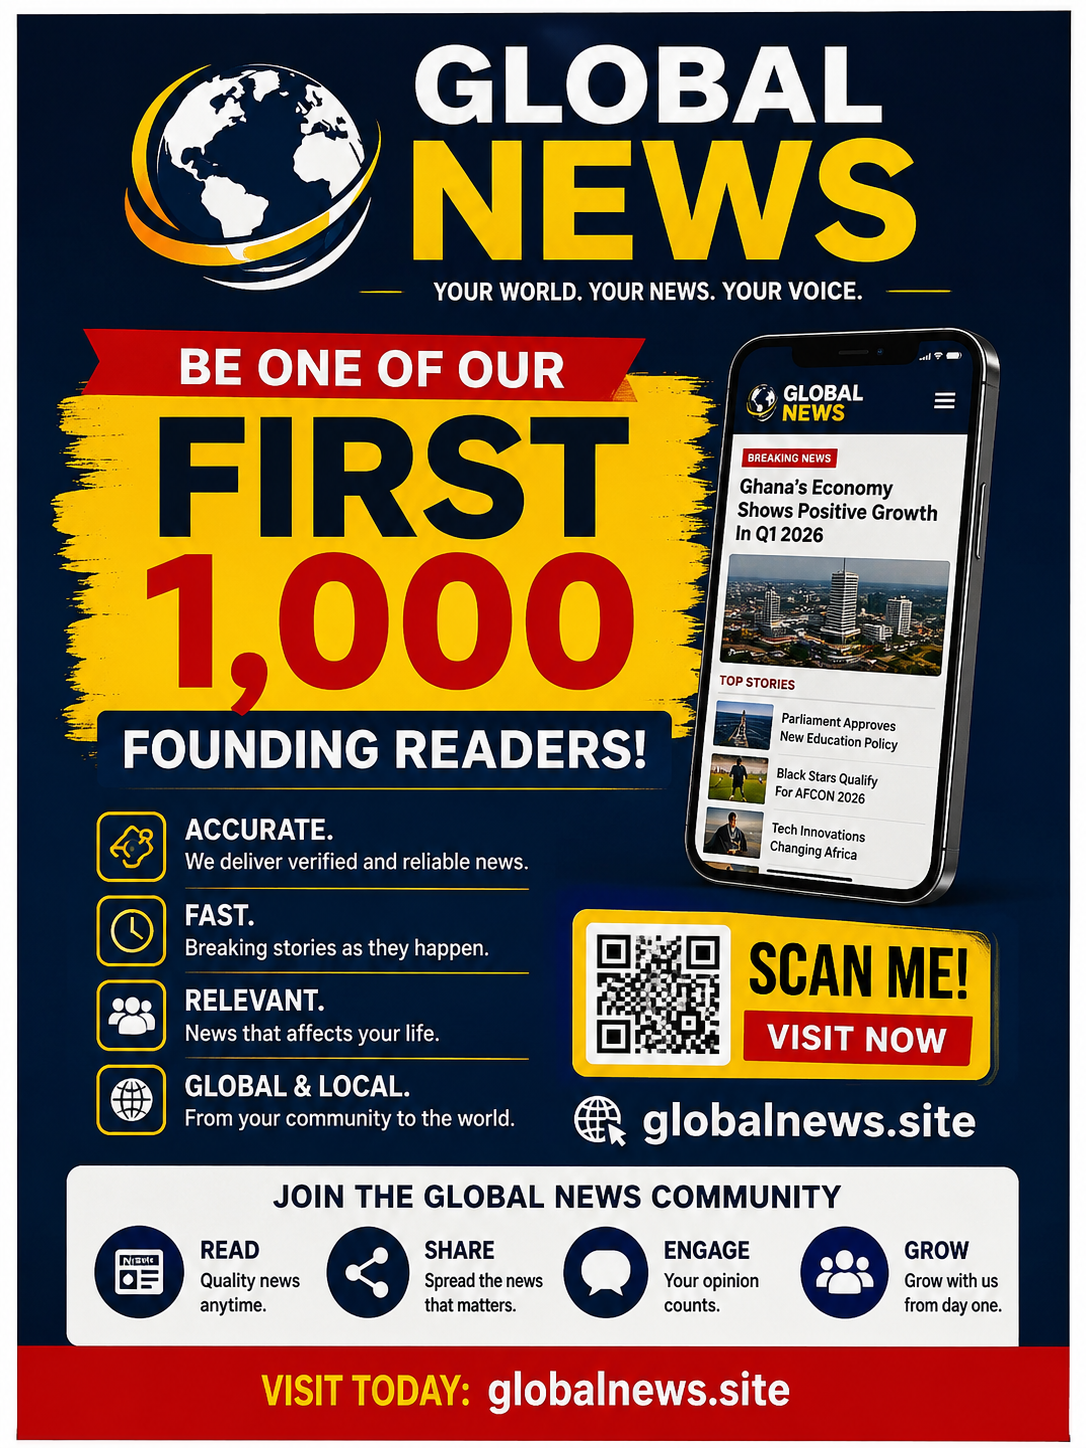 GLOBAL
NEWS
YOUR WORLD. YOUR NEWS. YOUR VOICE.
BE ONE OF OUR
FIRST
1,000
FOUNDING READERS!
GLOBAL
NEWS
BREAKING NEWS
Ghana's Economy
Shows Positive Growth
In Q1 2026
TOP STORIES
Parliament Approves
New Education Policy
Black Stars Qualify
For AFCON 2026
Tech Innovations
Changing Africa
ACCURATE.
We deliver verified and reliable news.
FAST.
Breaking stories as they happen.
RELEVANT.
News that affects your life.
GLOBAL & LOCAL.
From your community to the world.
SCAN ME!
VISIT NOW
globalnews.site
JOIN THE GLOBAL NEWS COMMUNITY
READ
Quality news
anytime.
SHARE
Spread the news
that matters.
ENGAGE
Your opinion
counts.
GROW
Grow with us
from day one.
VISIT TODAY: globalnews.site